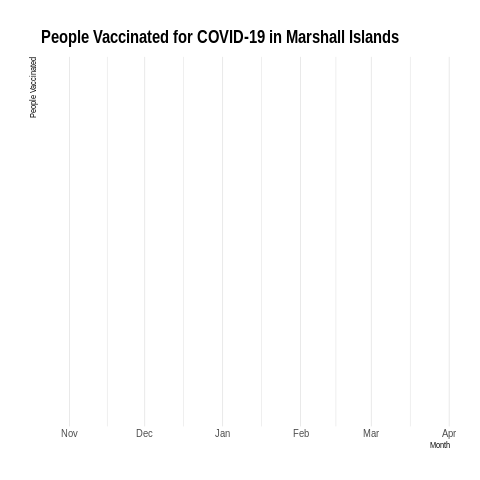 People Vaccinated for COVID-19 in Marshall Islands
People Vaccinated
Nov Dec Jan Feb Mar Apr
Month